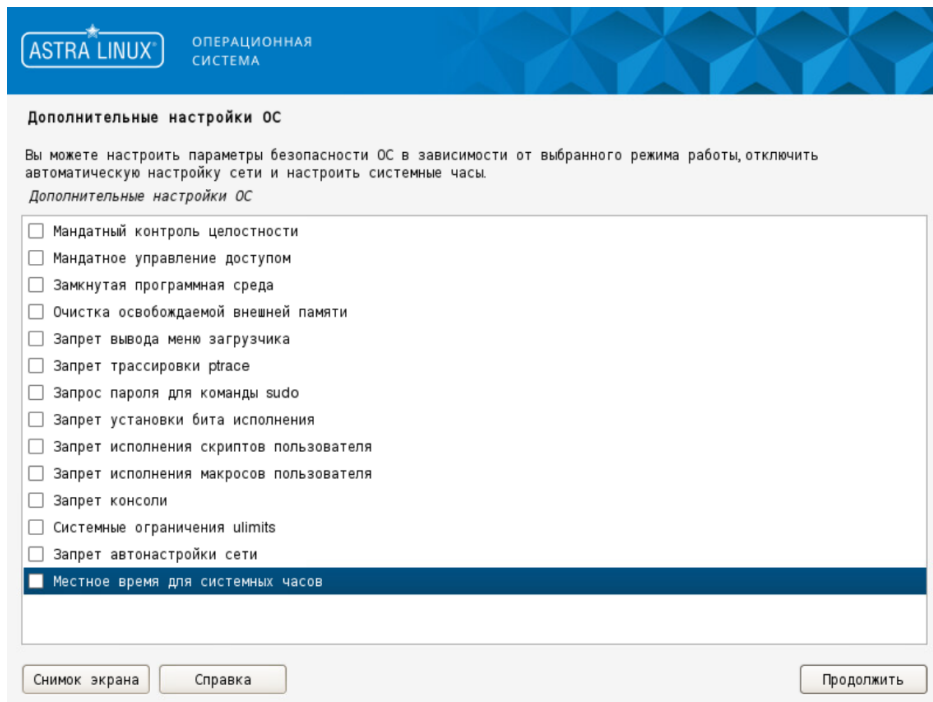 ASTRA LINUX®
ОПЕРАЦИОННАЯ
СИСТЕМА
Дополнительные настройки ОС
Вы можете настроить параметры безопасности ОС в зависимости от выбранного режима работы, отключить
автоматическую настройку сети и настроить системные часы.
Дополнительные настройки ОС
Мандатный контроль целостности
Мандатное управление доступом
Замкнутая программная среда
Очистка освобождаемой внешней памяти
Запрет вывода меню загрузчика
Запрет трассировки ptrace
Запрос пароля для команды sudo
Запрет установки бита исполнения
Запрет исполнения скриптов пользователя
Запрет исполнения макросов пользователя
Запрет консоли
Системные ограничения ulimits
Запрет автонастройки сети
Местное время для системных часов
Снимок экрана
Справка
Продолжить